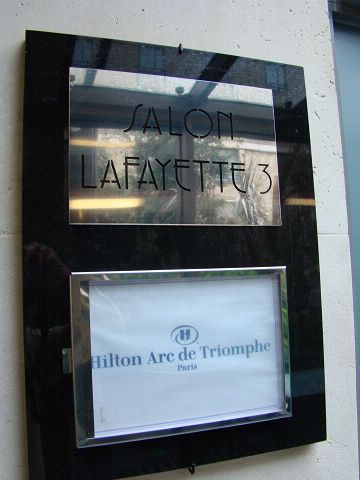 SALON
LAFAYETTE 3
H
Hilton Arc de Triomphe
Paris